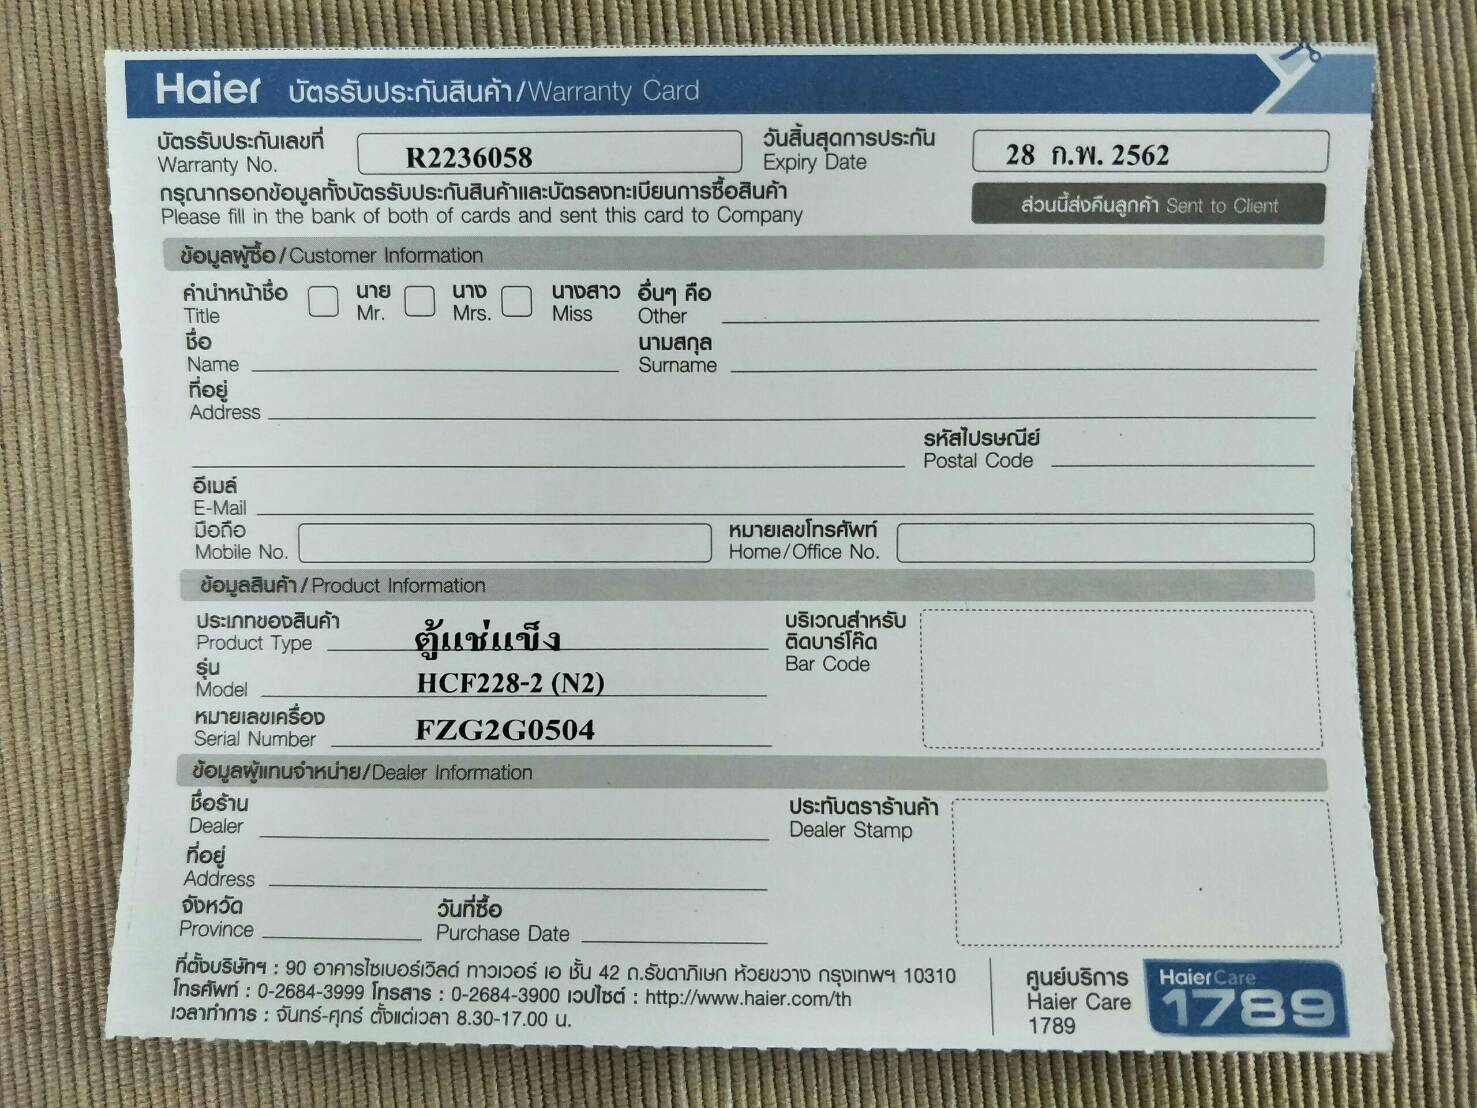 Haier บัตรรับประกันสินค้า/Warranty Card
บัตรรับประกันเลขที่
Warranty No.
R2236058
วันสิ้นสุดการประกัน
Expiry Date
28 ก.พ. 2562
กรุณากรอกข้อมูลทั้งบัตรรับประกันสินค้าและบัตรลงทะเบียนการซื้อสินค้า
Please fill in the bank of both of cards and sent this card to Company
ส่วนนี้ส่งคืนลูกค้า Sent to Client
ข้อมูลผู้ซื้อ/Customer Information
คำนำหน้าชื่อ นาย นาง นางสาว อื่นๆ คือ
Title Mr. Mrs. Miss Other
ชื่อ นามสกุล
Name Surname
ที่อยู่
Address
รหัสไปรษณีย์
Postal Code
อีเมล์
E-Mail
มือถือ หมายเลขโทรศัพท์
Mobile No. Home/Office No.
ข้อมูลสินค้า/Product Information
ประเภทของสินค้า
Product Type ตู้แช่แข็ง
รุ่น
Model HCF228-2 (N2)
หมายเลขเครื่อง
Serial Number FZG2G0504
บริเวณสำหรับ
ติดบาร์โค๊ด
Bar Code
ข้อมูลผู้แทนจำหน่าย/Dealer Information
ชื่อร้าน
Dealer
ที่อยู่
Address
จังหวัด วันที่ซื้อ
Province Purchase Date
ประทับตราร้านค้า
Dealer Stamp
ที่ตั้งบริษัทฯ : 90 อาคารไซเบอร์เวิลด์ ทาวเวอร์ เอ ชั้น 42 ถ.รัชดาภิเษก ห้วยขวาง กรุงเทพฯ 10310
โทรศัพท์ : 0-2684-3999 โทรสาร : 0-2684-3900 เวปไซต์ : http://www.haier.com/th
เวลาทำการ : จันทร์-ศุกร์ ตั้งแต่เวลา 8.30-17.00 น.
ศูนย์บริการ
Haier Care
1789
HaierCare
1789